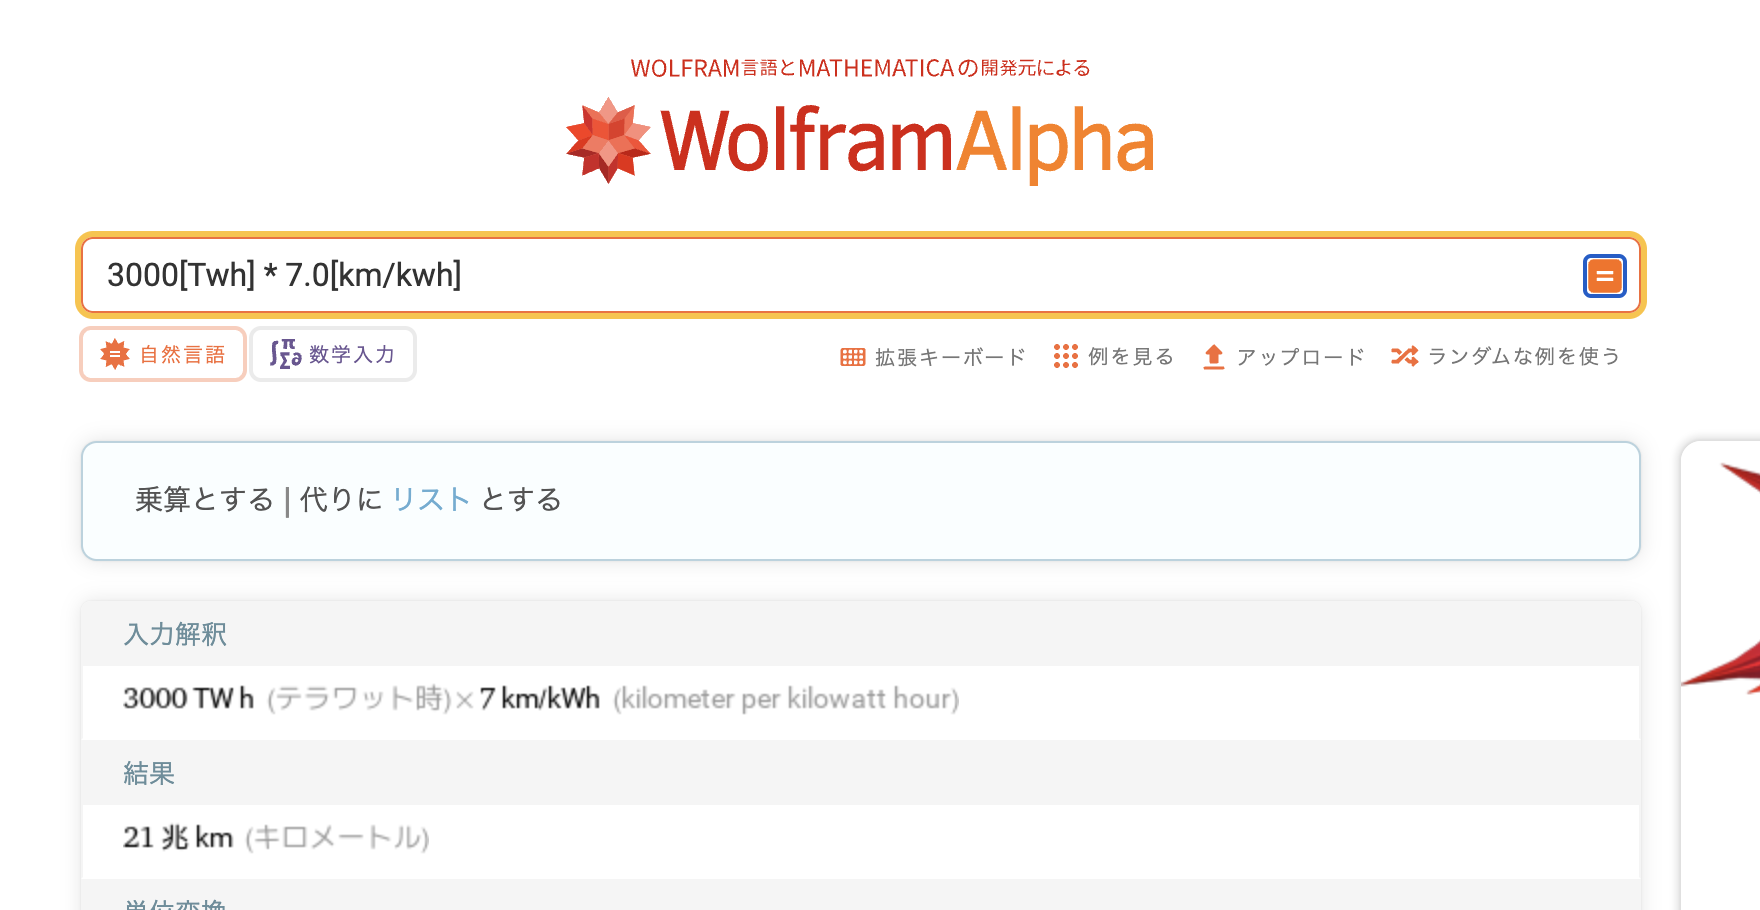 WOLFRAM言語とMATHEMATICAの開発元による
WolframAlpha
3000[Twh] * 7.0[km/kwh]
自然言語 数学入力 拡張キーボード 例を見る アップロード ランダムな例を使う
乗算とする | 代りに リスト とする
入力解釈
3000 TW h (テラワット時)× 7 km/kWh (kilometer per kilowatt hour)
結果
21 兆 km (キロメートル)
単位変換